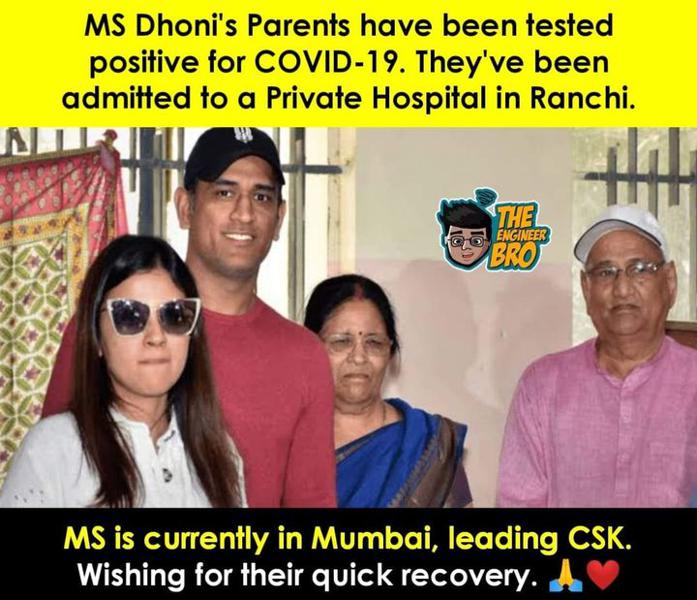 MS Dhoni's Parents have been tested
positive for COVID-19. They've been
admitted to a Private Hospital in Ranchi.
THE
ENGINEER
BRO
MS is currently in Mumbai, leading CSK.
Wishing for their quick recovery. 🙏❤️